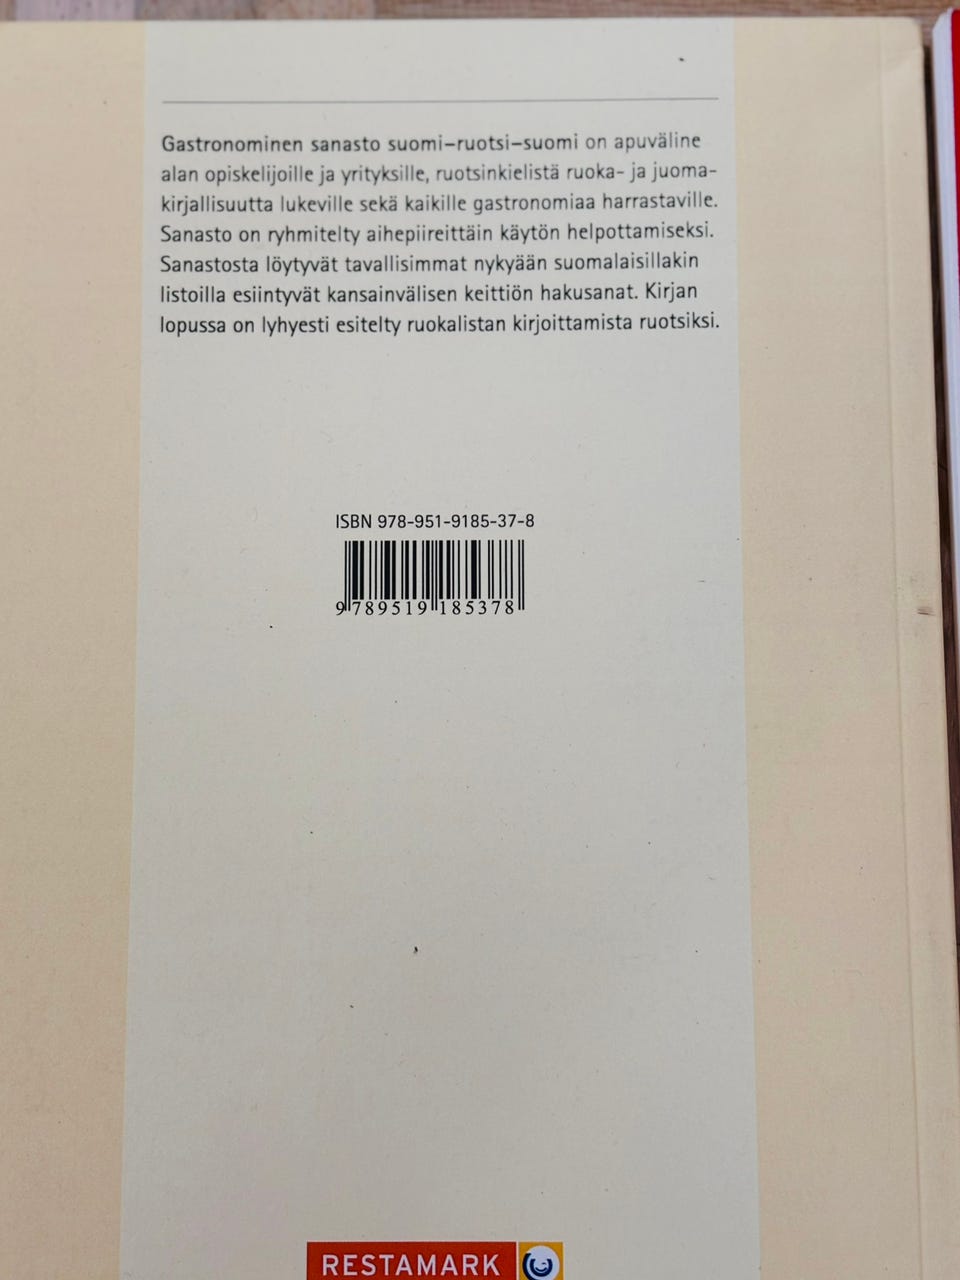 Gastronominen sanasto suomi–ruotsi–suomi on apuväline
alan opiskelijoille ja yrityksille, ruotsinkielistä ruoka- ja juoma-
kirjallisuutta lukeville sekä kaikille gastronomiaa harrastaville.
Sanasto on ryhmitelty aihepiireittäin käytön helpottamiseksi.
Sanastosta löytyvät tavallisimmat nykyään suomalaisillakin
listoilla esiintyvät kansainvälisen keittiön hakusanat. Kirjan
lopussa on lyhyesti esitelty ruokalistan kirjoittamista ruotsiksi.
ISBN 978-951-9185-37-8
9 789519 185378
RESTAMARK